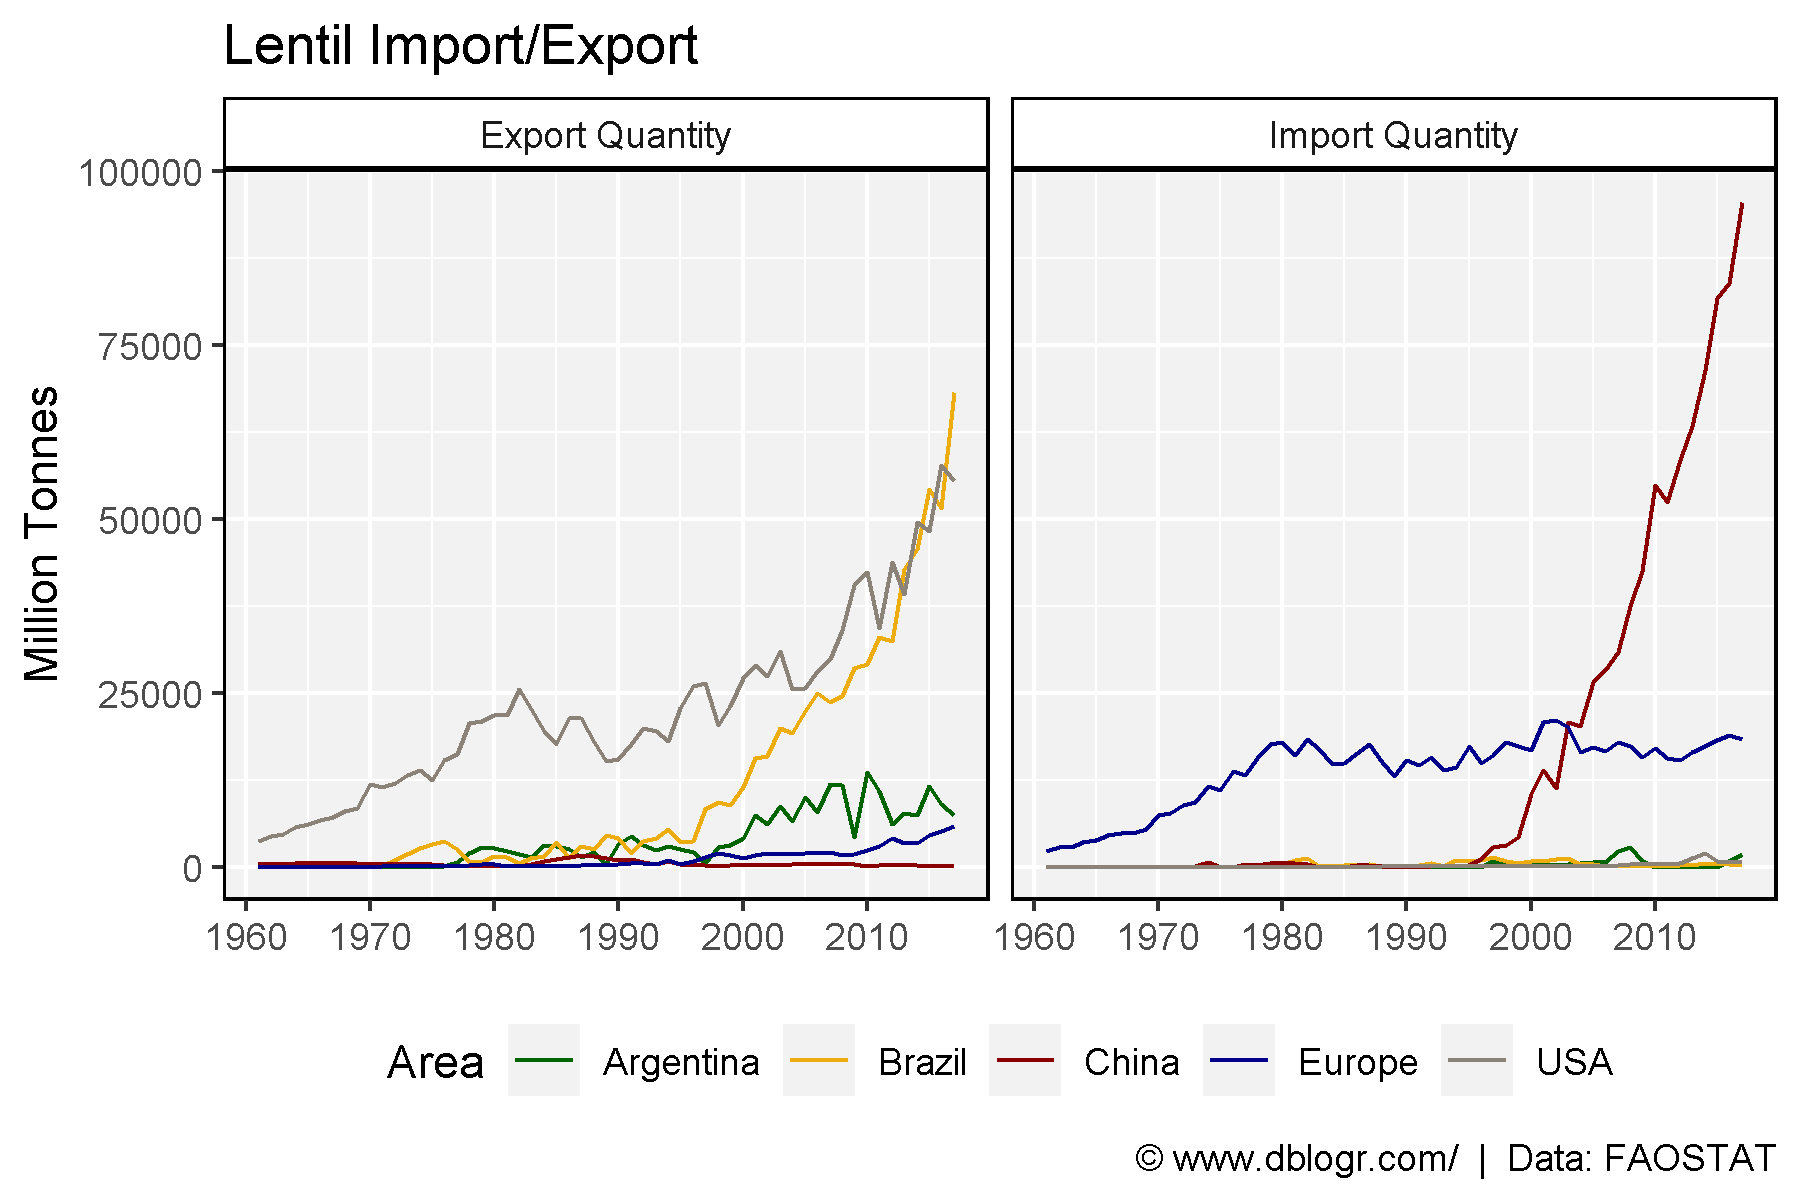 Lentil Import/Export
Export Quantity
Import Quantity
Million Tonnes
100000
75000
50000
25000
0
1960 1970 1980 1990 2000 2010
1960 1970 1980 1990 2000 2010
Area Argentina Brazil China Europe USA
© www.dblogr.com/ | Data: FAOSTAT